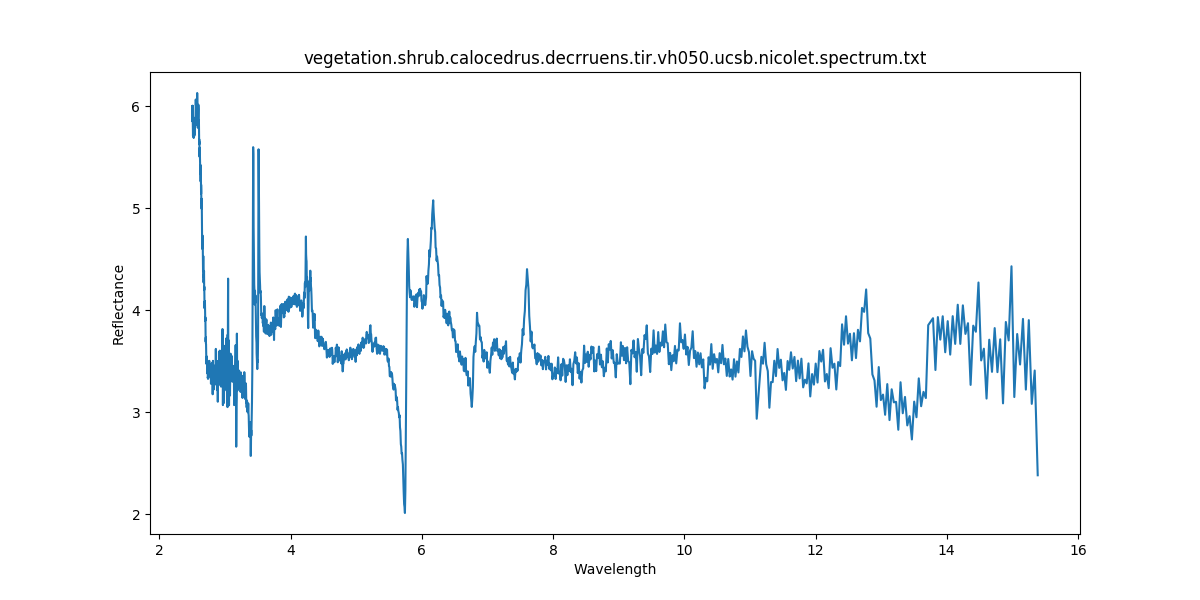 vegetation.shrub.calocedrus.decrruens.tir.vh050.ucsb.nicolet.spectrum.txt
6
5
4
3
2
Reflectance
2 4 6 8 10 12 14 16
Wavelength